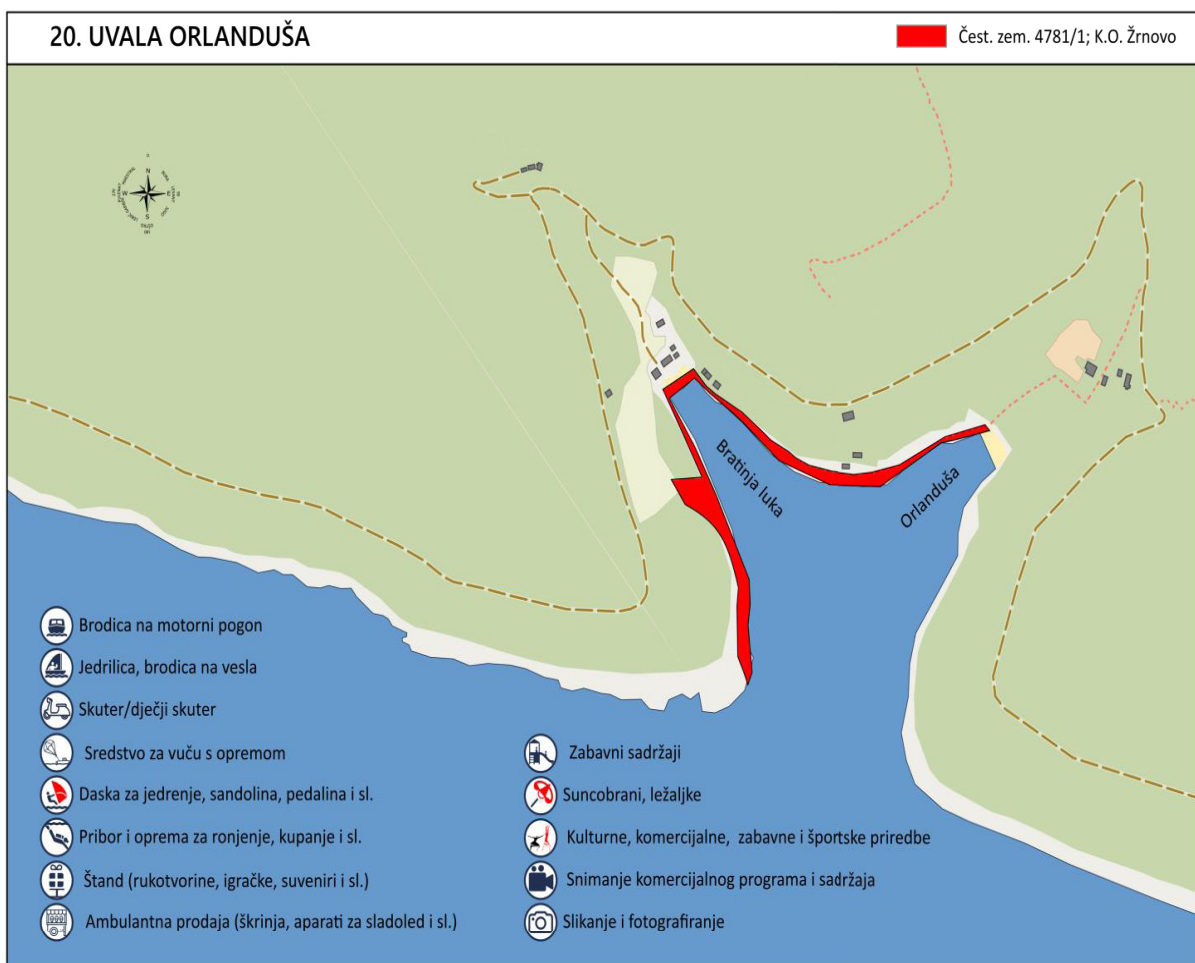 20. UVALA ORLANDUŠA
Čest. zem. 4781/1; K.O. Žrnovo
N
W
S
Bratinja luka
Orlanduša
Brodica na motorni pogon
Jedrilica, brodica na vesla
Skuter/dječji skuter
Sredstvo za vuču s opremom
Daska za jedrenje, sandolina, pedalina i sl.
Pribor i oprema za ronjenje, kupanje i sl.
Štand (rukotvorine, igračke, suveniri i sl.)
Ambulantna prodaja (škrinja, aparati za sladoled i sl.)
Zabavni sadržaji
Suncobrani, ležaljke
Kulturne, komercijalne, zabavne i športske priredbe
Snimanje komercijalnog programa i sadržaja
Slikanje i fotografiranje